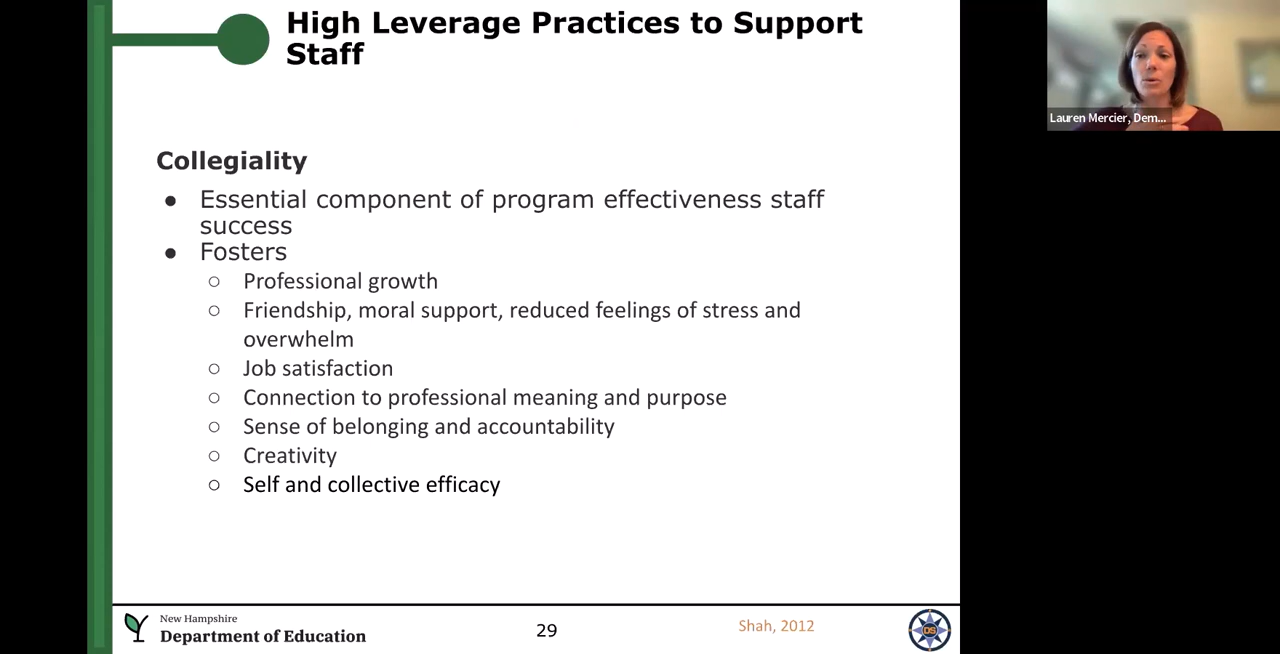 High Leverage Practices to Support
Staff
Lauren Mercier, Dem...
Collegiality
● Essential component of program effectiveness staff
success
● Fosters
○ Professional growth
○ Friendship, moral support, reduced feelings of stress and
overwhelm
○ Job satisfaction
○ Connection to professional meaning and purpose
○ Sense of belonging and accountability
○ Creativity
○ Self and collective efficacy
New Hampshire
Department of Education
29
Shah, 2012
DS